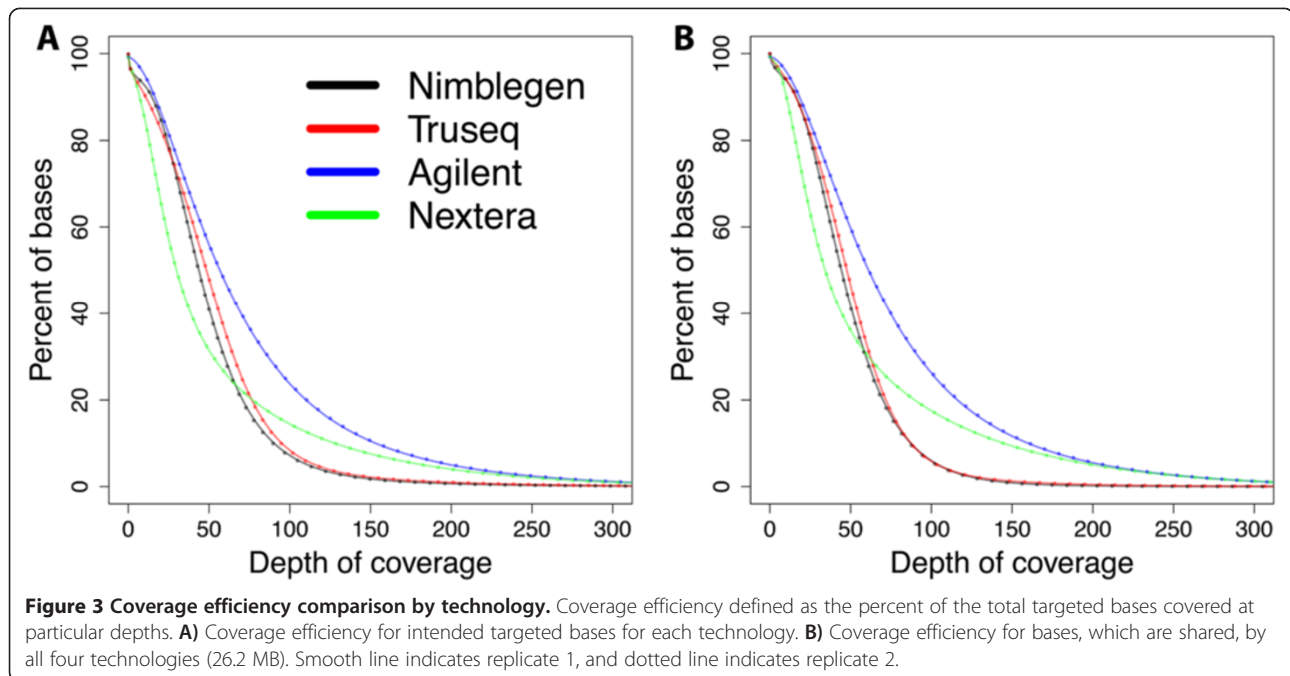 A
B
Percent of bases
100
80
60
40
20
0
Nimblegen
Truseq
Agilent
Nextera
0 50 100 150 200 250 300
Depth of coverage
Percent of bases
100
80
60
40
20
0
0 50 100 150 200 250 300
Depth of coverage
Figure 3 Coverage efficiency comparison by technology. Coverage efficiency defined as the percent of the total targeted bases covered at
particular depths. A) Coverage efficiency for intended targeted bases for each technology. B) Coverage efficiency for bases, which are shared, by
all four technologies (26.2 MB). Smooth line indicates replicate 1, and dotted line indicates replicate 2.